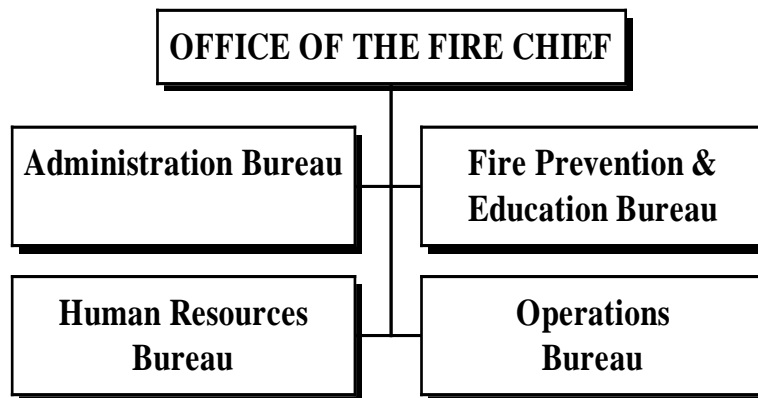 OFFICE OF THE FIRE CHIEF
Administration Bureau
Fire Prevention &
Education Bureau
Human Resources
Bureau
Operations
Bureau